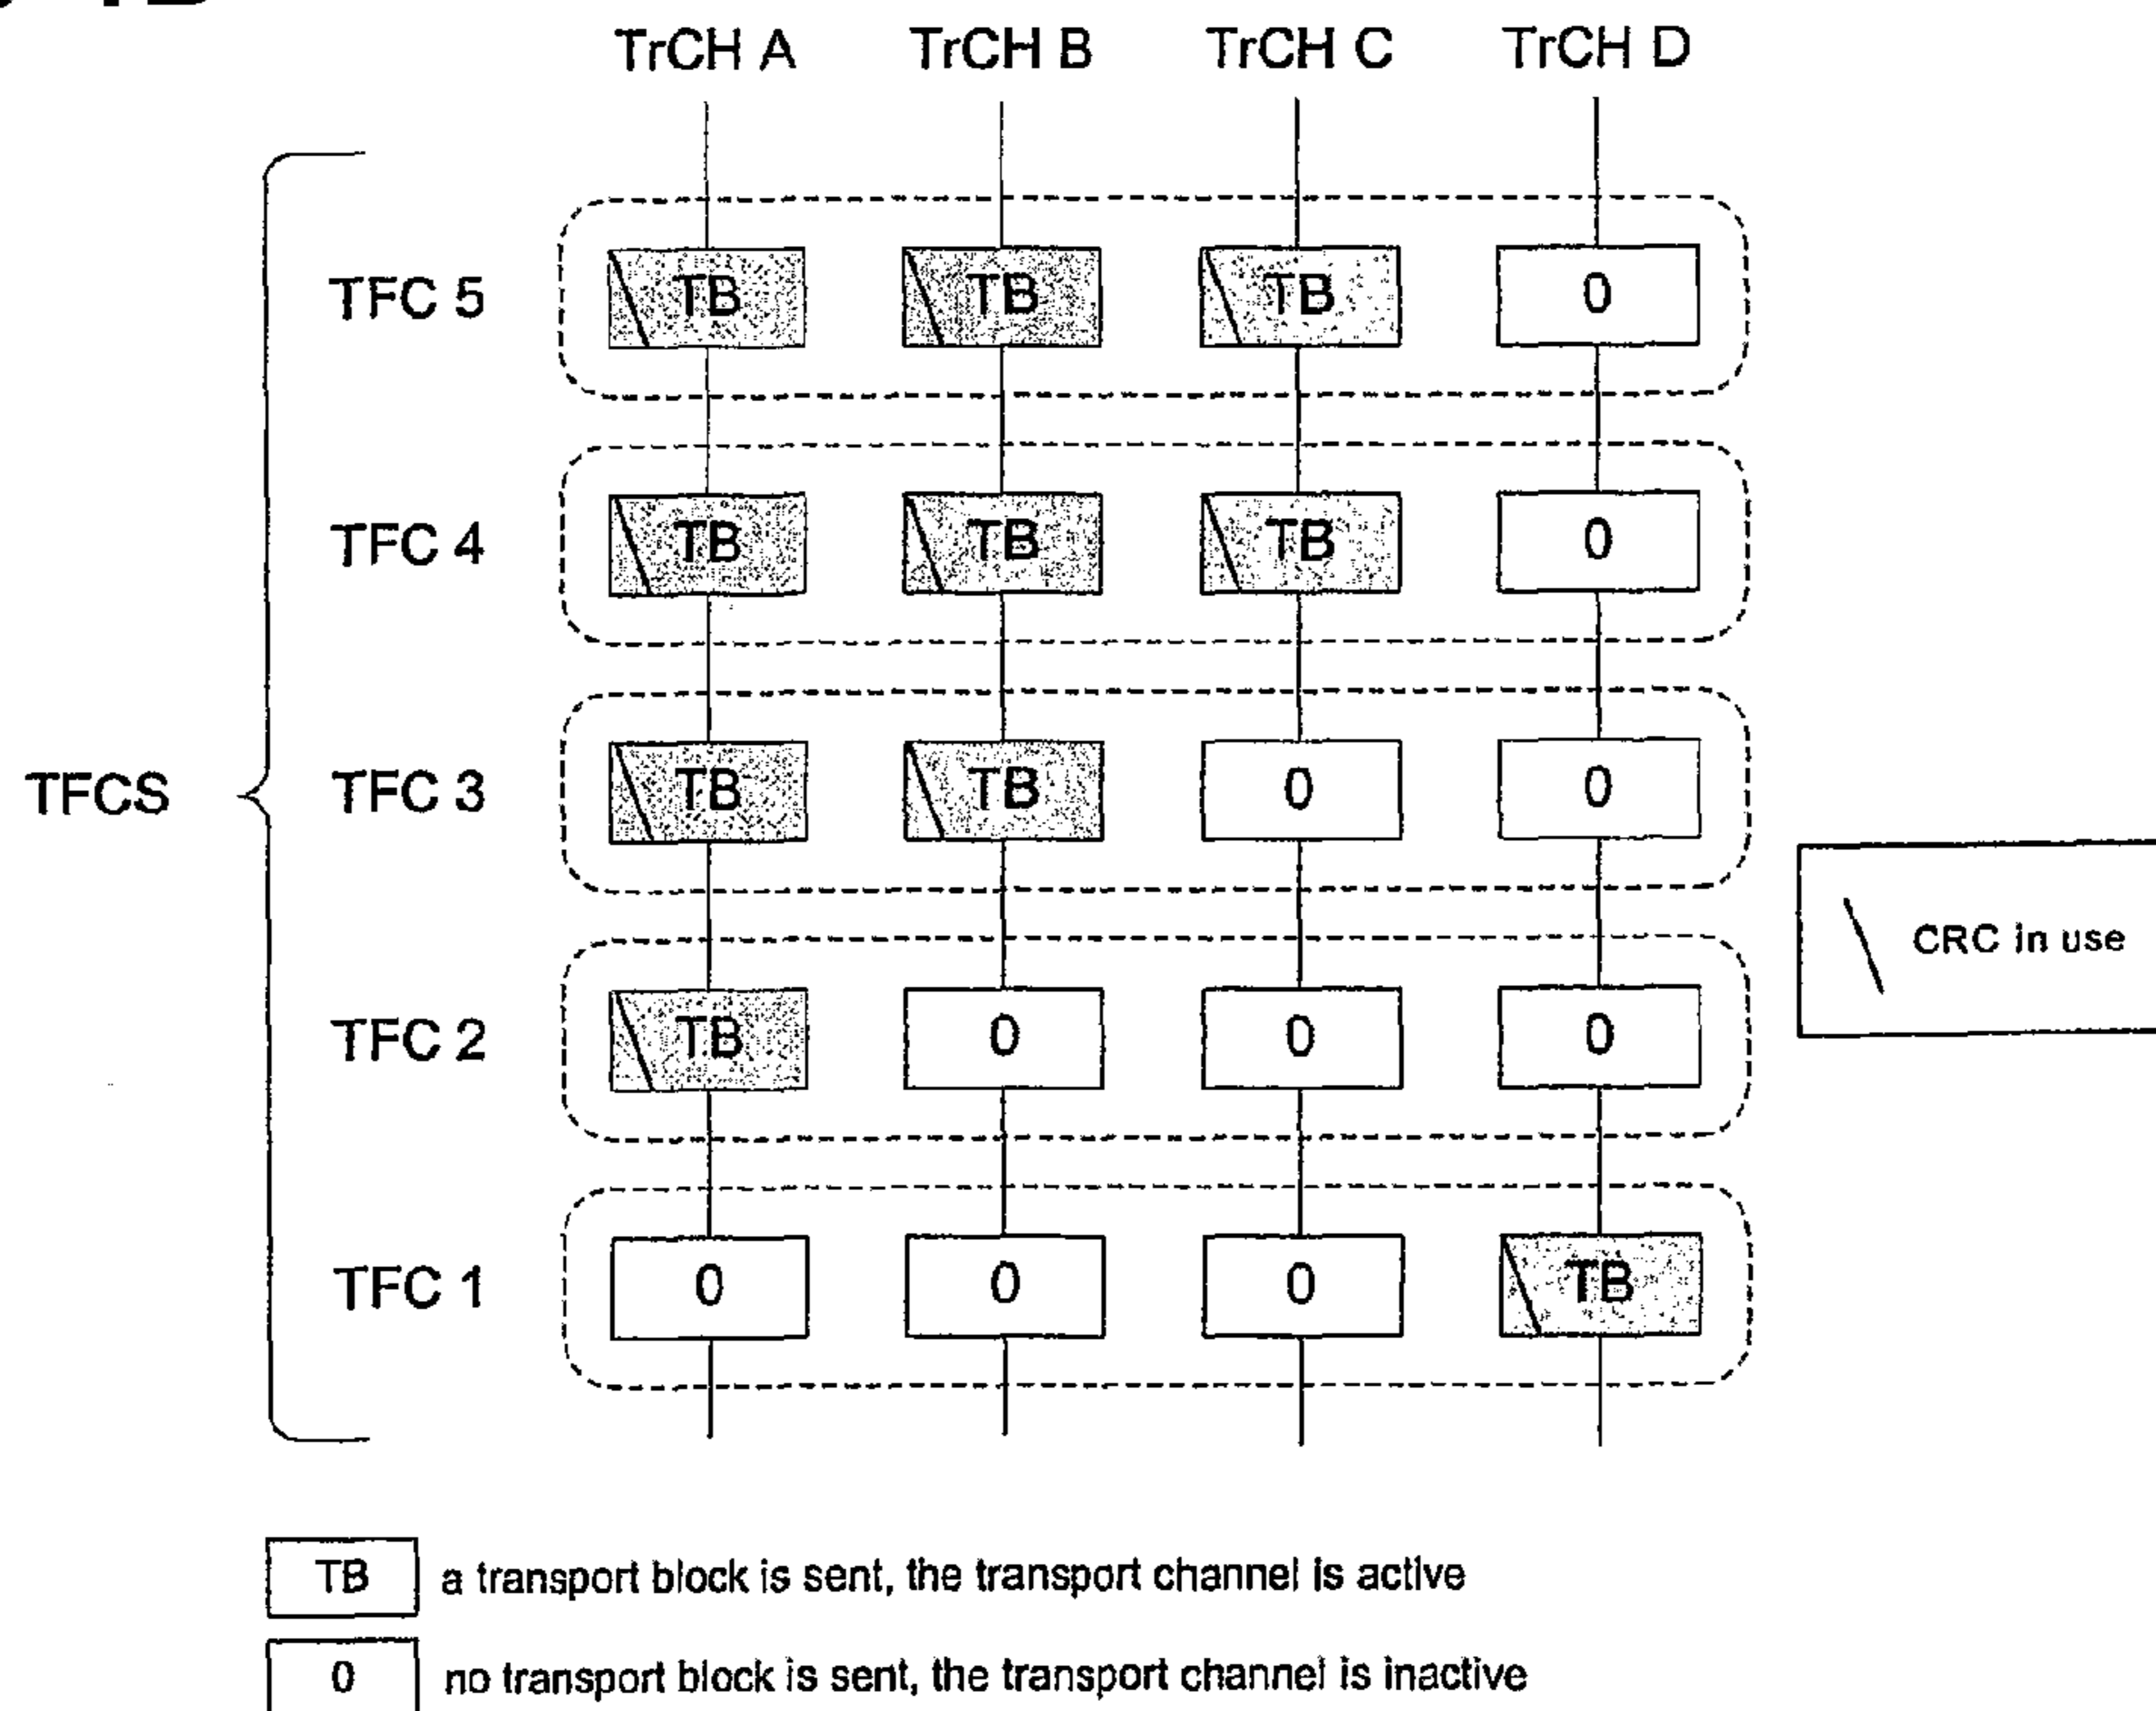 TrCH A TrCH B TrCH C TrCH D
TFC 5 TB TB TB 0
TFC 4 TB TB TB 0
TFCS TFC 3 TB TB 0 0
CRC in use
TFC 2 TB 0 0 0
TFC 1 0 0 0 TB
TB a transport block is sent, the transport channel is active
0 no transport block is sent, the transport channel is inactive